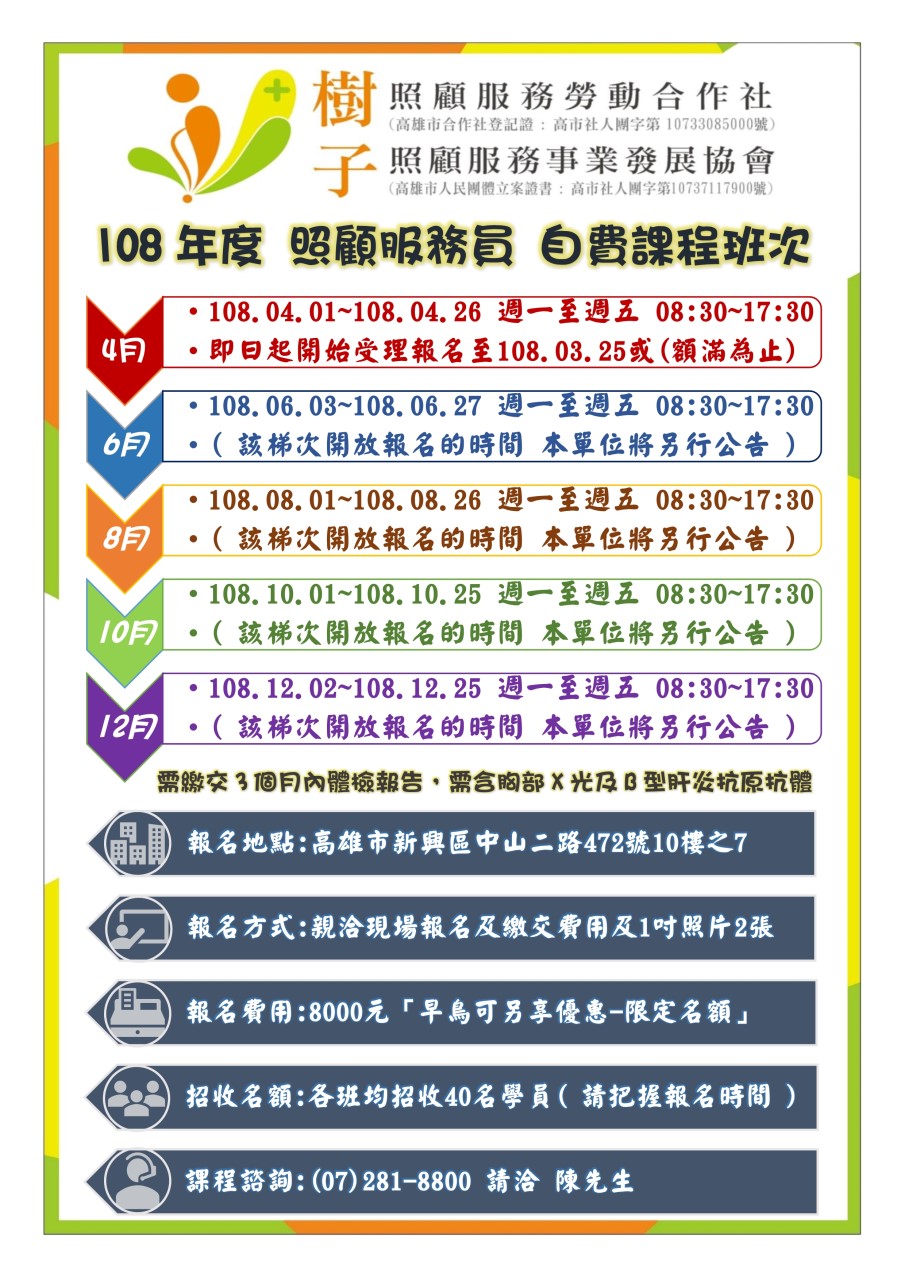 樹子
照顧服務勞動合作社
(高雄市合作社登記證：高市社人團字第 10733085000號)
照顧服務事業發展協會
(高雄市人民團體立案證書：高市社人團字第10737117900號)
108 年度 照顧服務員 自費課程班次
4月
•108.04.01~108.04.26 週一至週五 08:30~17:30
•即日起開始受理報名至108.03.25或(額滿為止)
6月
•108.06.03~108.06.27 週一至週五 08:30~17:30
•( 該梯次開放報名的時間 本單位將另行公告 )
8月
•108.08.01~108.08.26 週一至週五 08:30~17:30
•( 該梯次開放報名的時間 本單位將另行公告 )
10月
•108.10.01~108.10.25 週一至週五 08:30~17:30
•( 該梯次開放報名的時間 本單位將另行公告 )
12月
•108.12.02~108.12.25 週一至週五 08:30~17:30
•( 該梯次開放報名的時間 本單位將另行公告 )
需繳交 3 個月內體檢報告，需含胸部 X 光及 B 型肝炎抗原抗體
報名地點:高雄市新興區中山二路472號10樓之7
報名方式:親洽現場報名及繳交費用及1吋照片2張
報名費用:8000元「早鳥可另享優惠-限定名額」
招收名額:各班均招收40名學員( 請把握報名時間 )
課程諮詢:(07)281-8800 請洽 陳先生